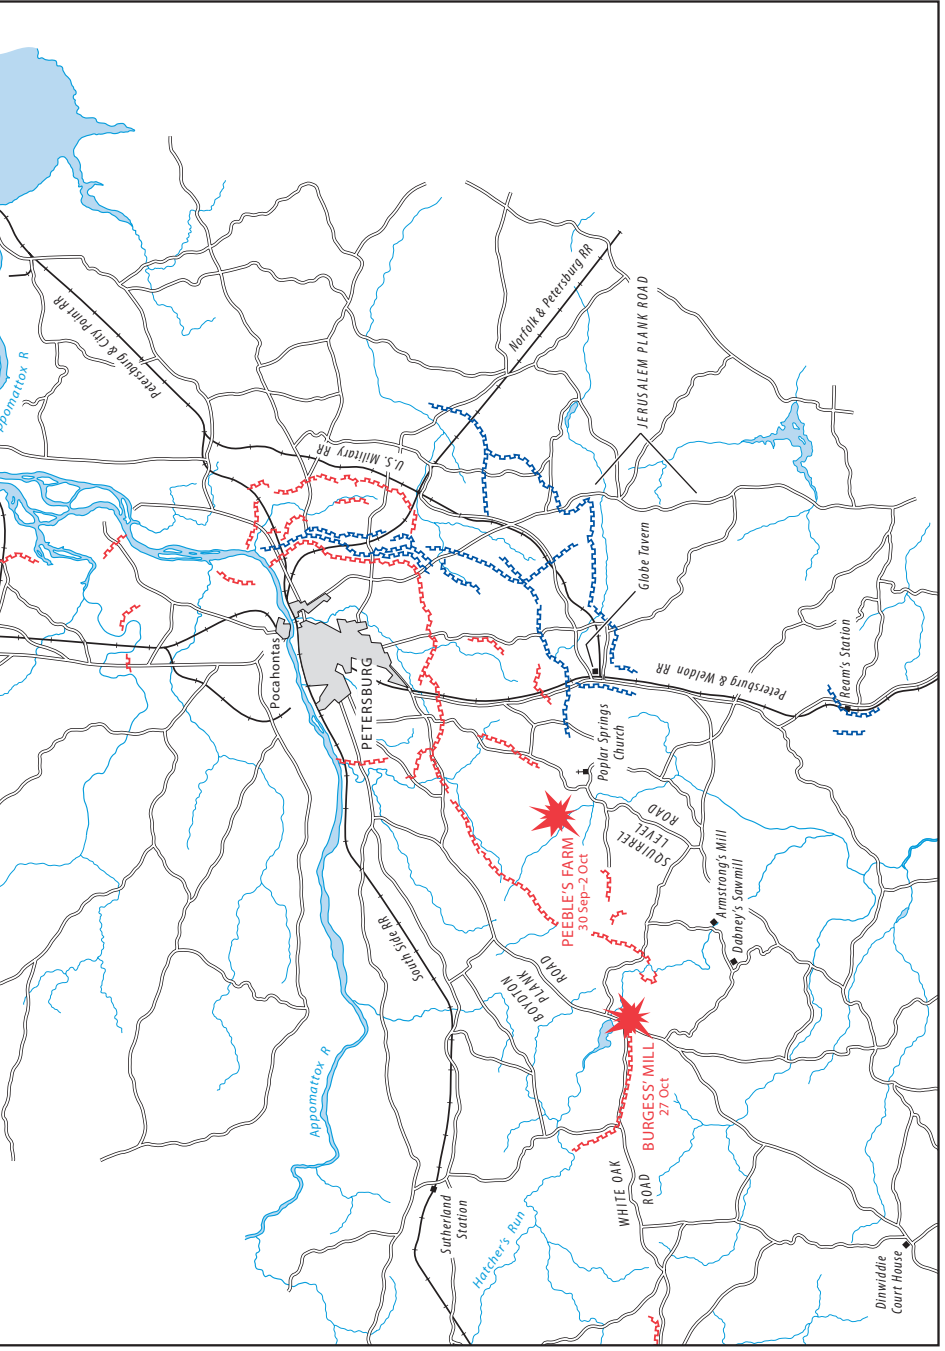 Appomattox R
Petersburg & City Point RR
Norfolk & Petersburg RR
JERUSALEM PLANK ROAD
U.S. Military RR
Globe Tavern
Pocahontas
PETERSBURG
Petersburg & Weldon RR
Ream's Station
Poplar Springs
Church
SQUIRREL
LEVEL
ROAD
PEEBLE'S FARM
30 Sep–2 Oct
Armstrong's Mill
Dabney's Sawmill
South Side RR
BOYDTON
PLANK
ROAD
BURGESS' MILL
27 Oct
Appomattox R
WHITE OAK
ROAD
Sutherland
Station
Hatcher's Run
Dinwiddie
Court House